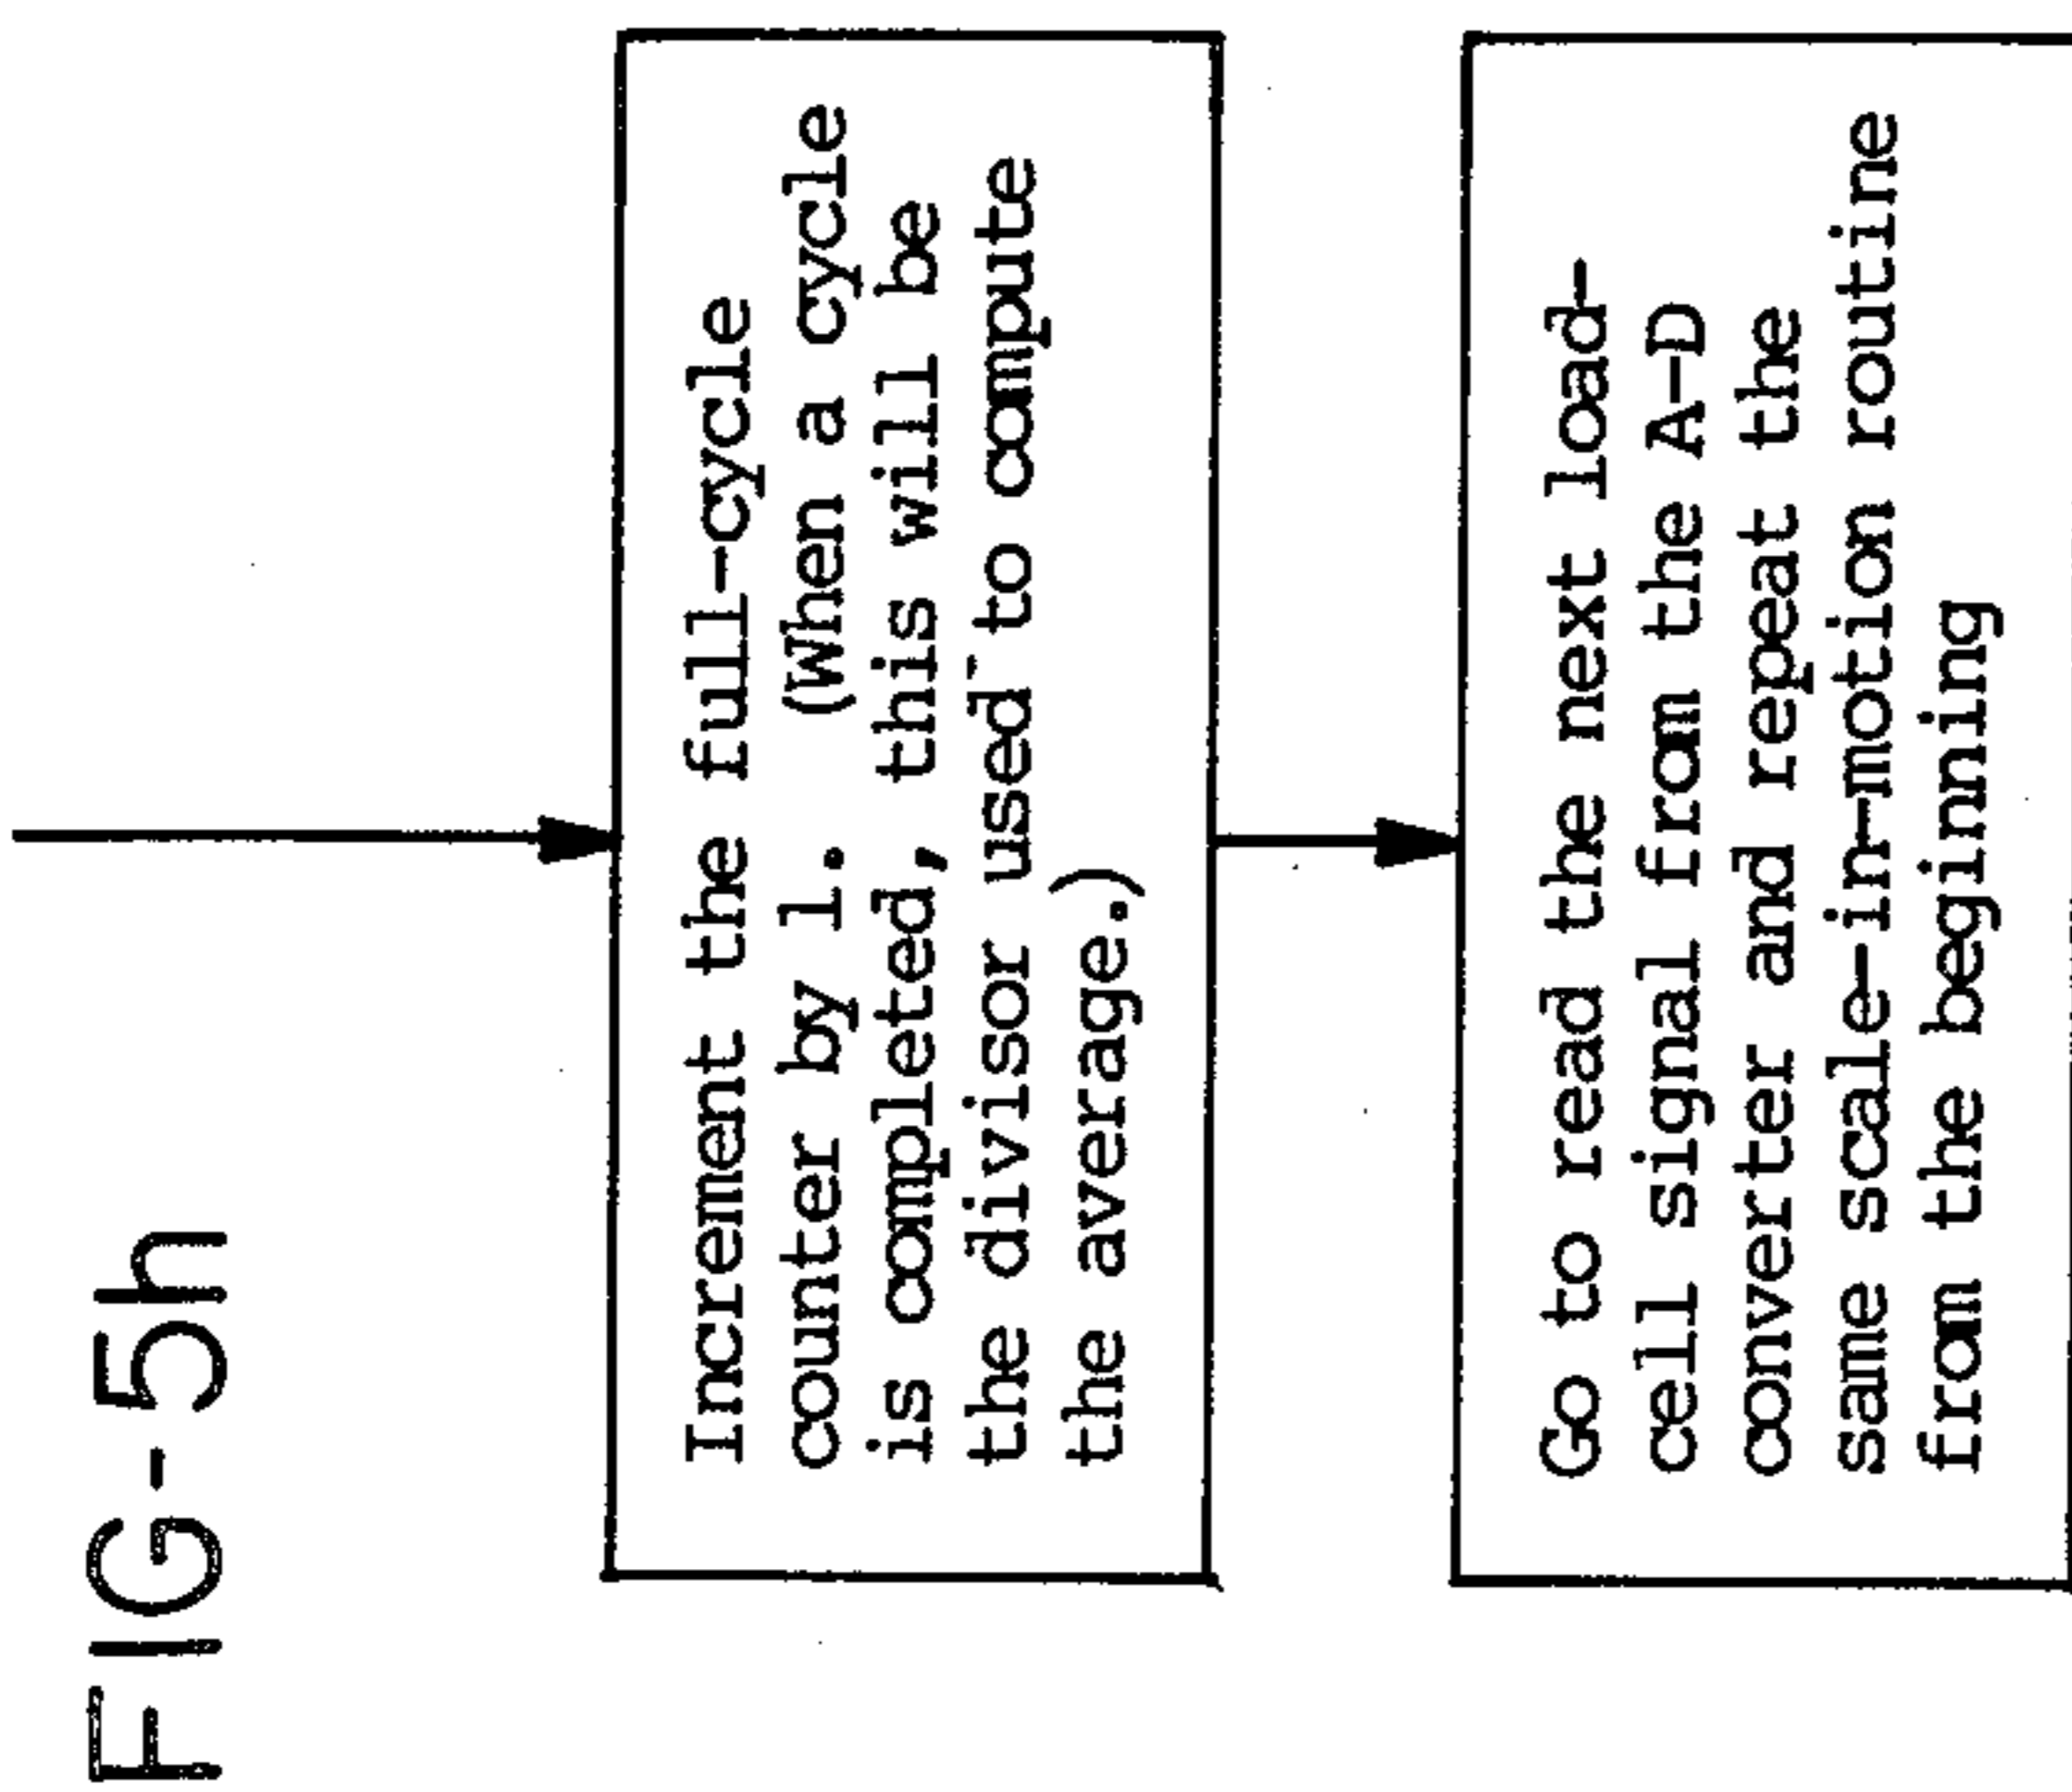 FIG-5h
Increment the full-cycle
counter by 1. (When a cycle
is completed, this will be
the divisor used to compute
the average.)
Go to read the next load-
cell signal from the A-D
converter and repeat the
same scale-in-motion routine
from the beginning